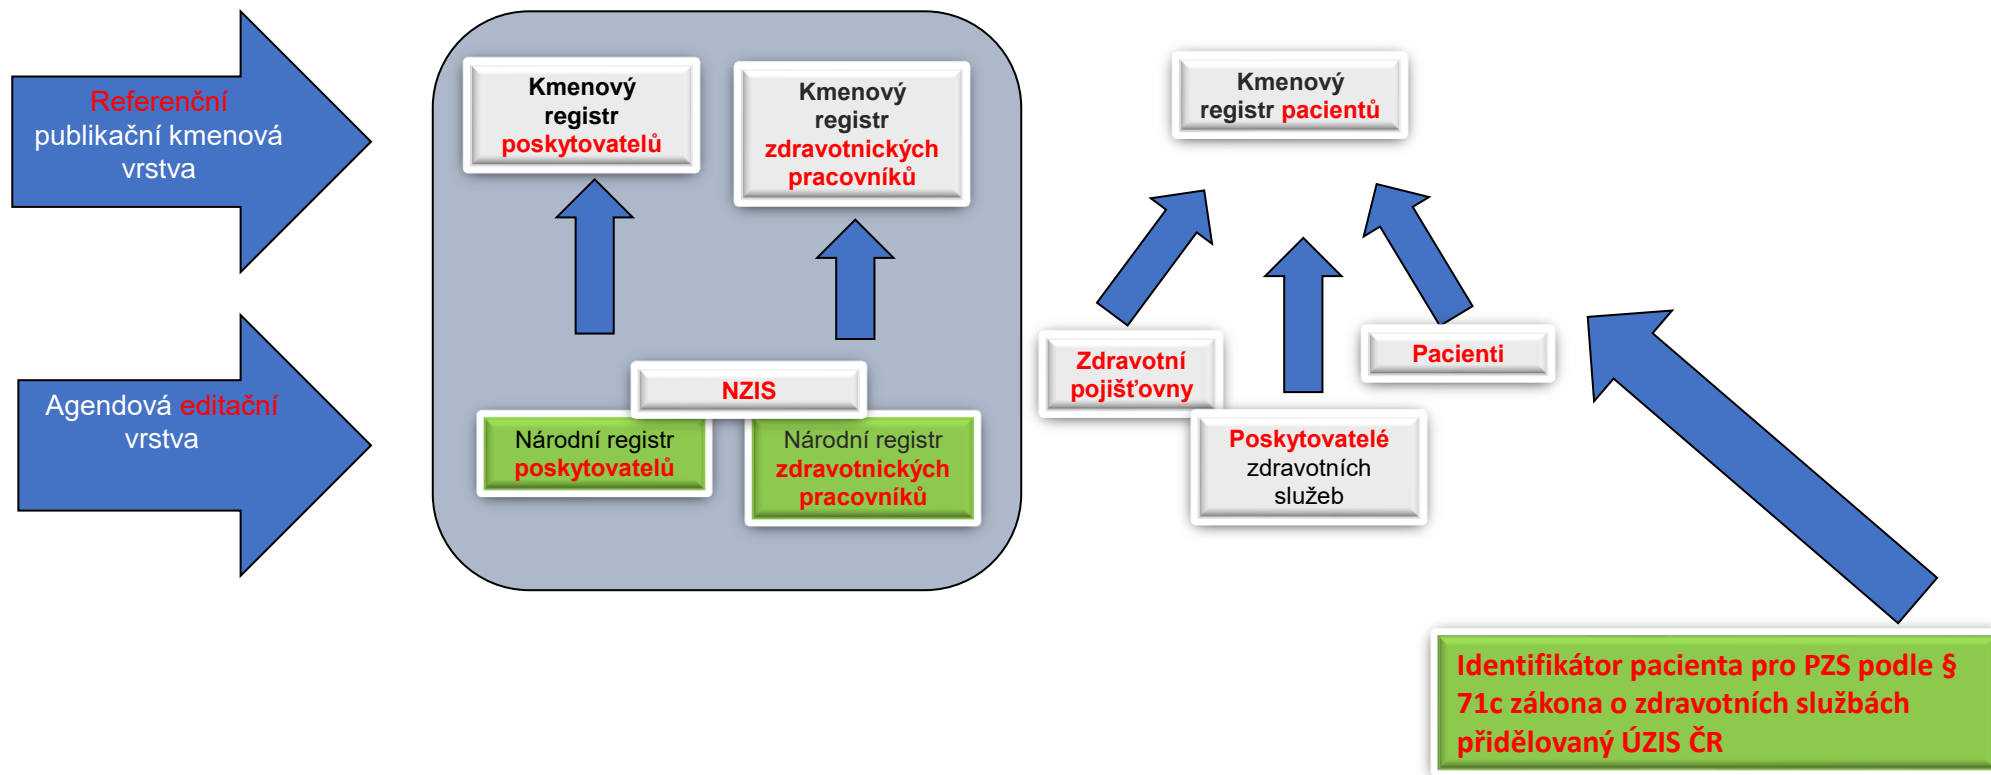 Referenční
publikační kmenová
vrstva
Kmenový
registr
poskytovatelů
Kmenový
registr
zdravotnických
pracovníků
Kmenový
registr pacientů
Agendová editační
vrstva
NZIS
Národní registr
poskytovatelů
Národní registr
zdravotnických
pracovníků
Zdravotní
pojišťovny
Poskytovatelé
zdravotních
služeb
Pacienti
Identifikátor pacienta pro PZS podle §
71c zákona o zdravotních službách
přidělovaný ÚZIS ČR